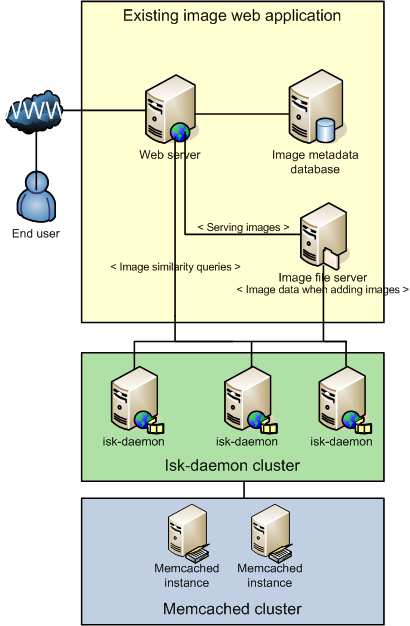 Existing image web application
WWW
Web server
Image metadata
database
End user
< Serving images >
Image file server
< Image similarity queries >
< Image data when adding images >
isk-daemon
isk-daemon
isk-daemon
Isk-daemon cluster
Memcached
instance
Memcached
instance
Memcached cluster